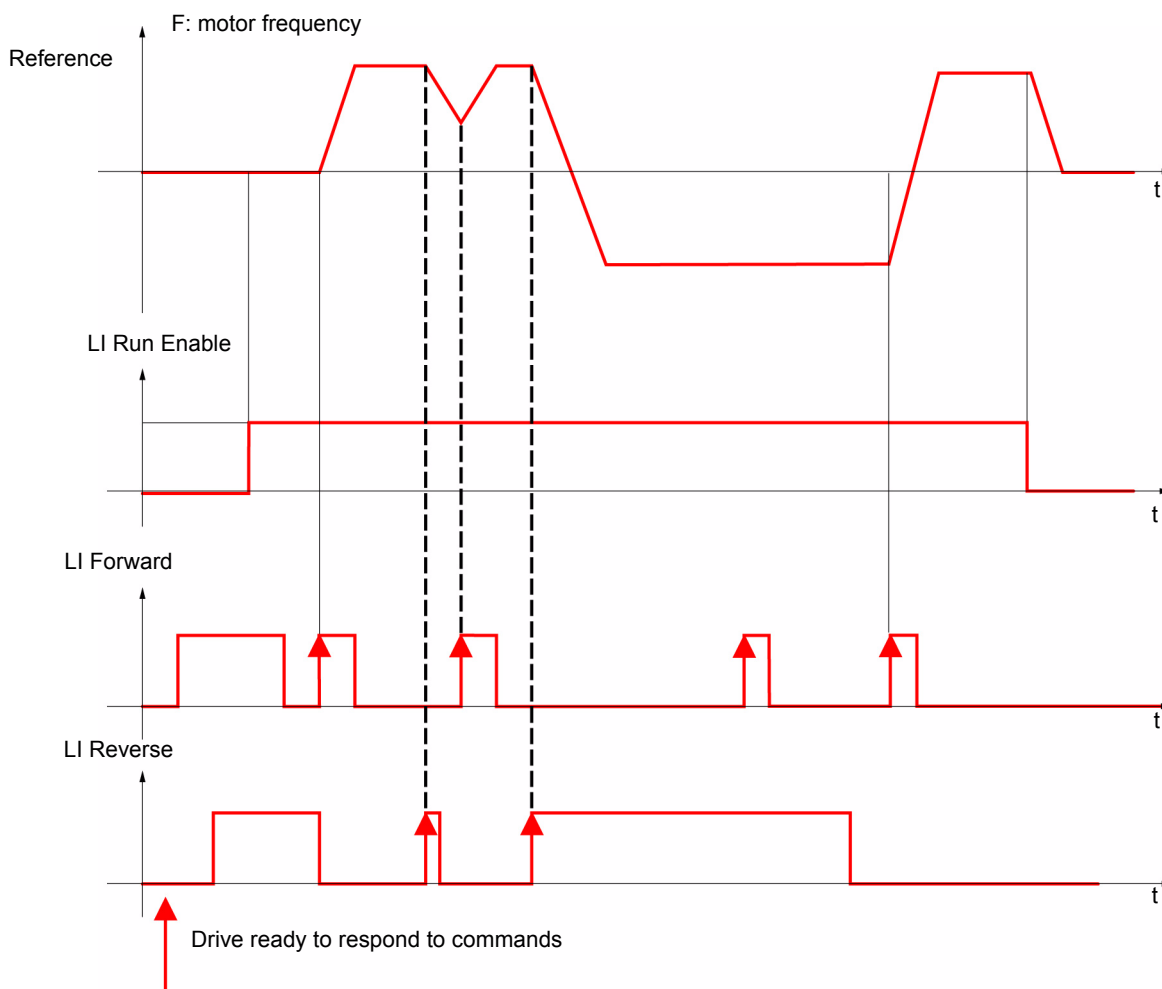 F: motor frequency
Reference
t
LI Run Enable
t
LI Forward
t
LI Reverse
t
Drive ready to respond to commands